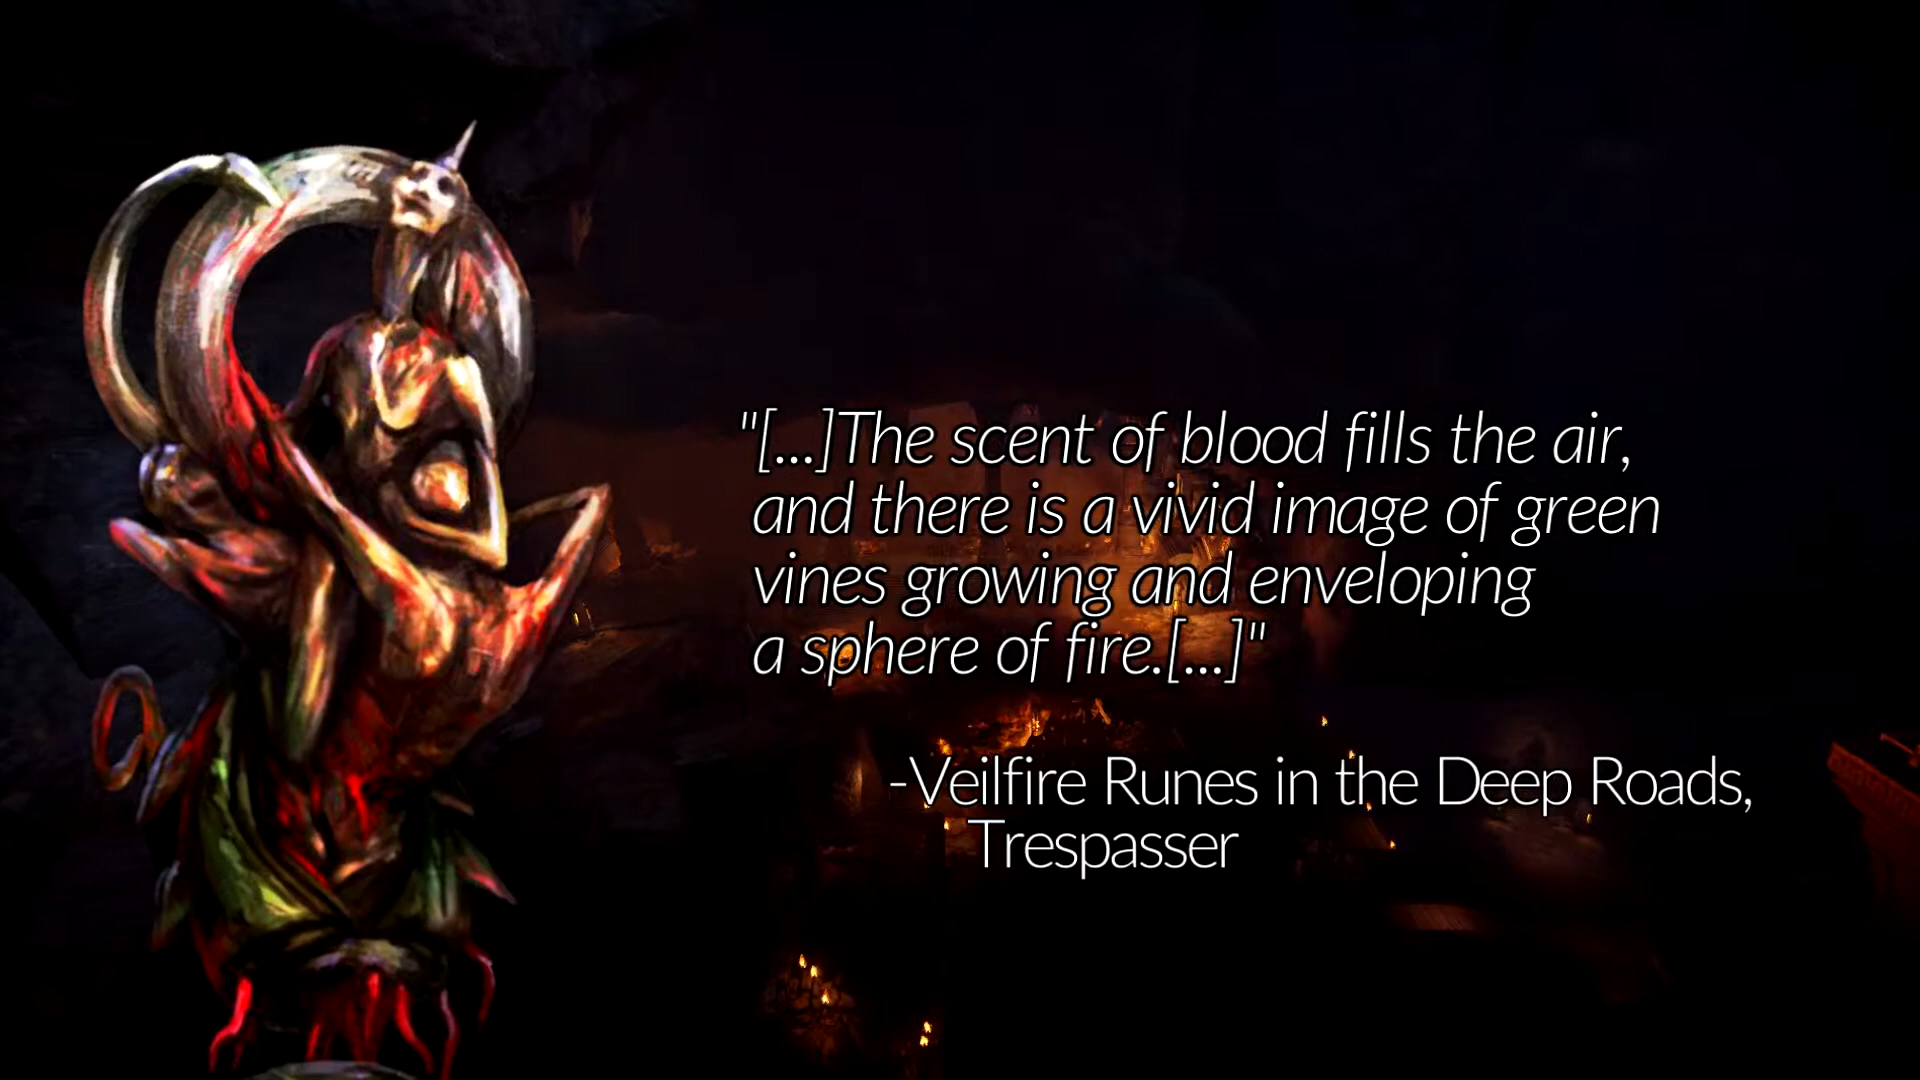 "[...]The scent of blood fills the air,
and there is a vivid image of green
vines growing and enveloping
a sphere of fire.[...]"
-Veilfire Runes in the Deep Roads,
Trespasser